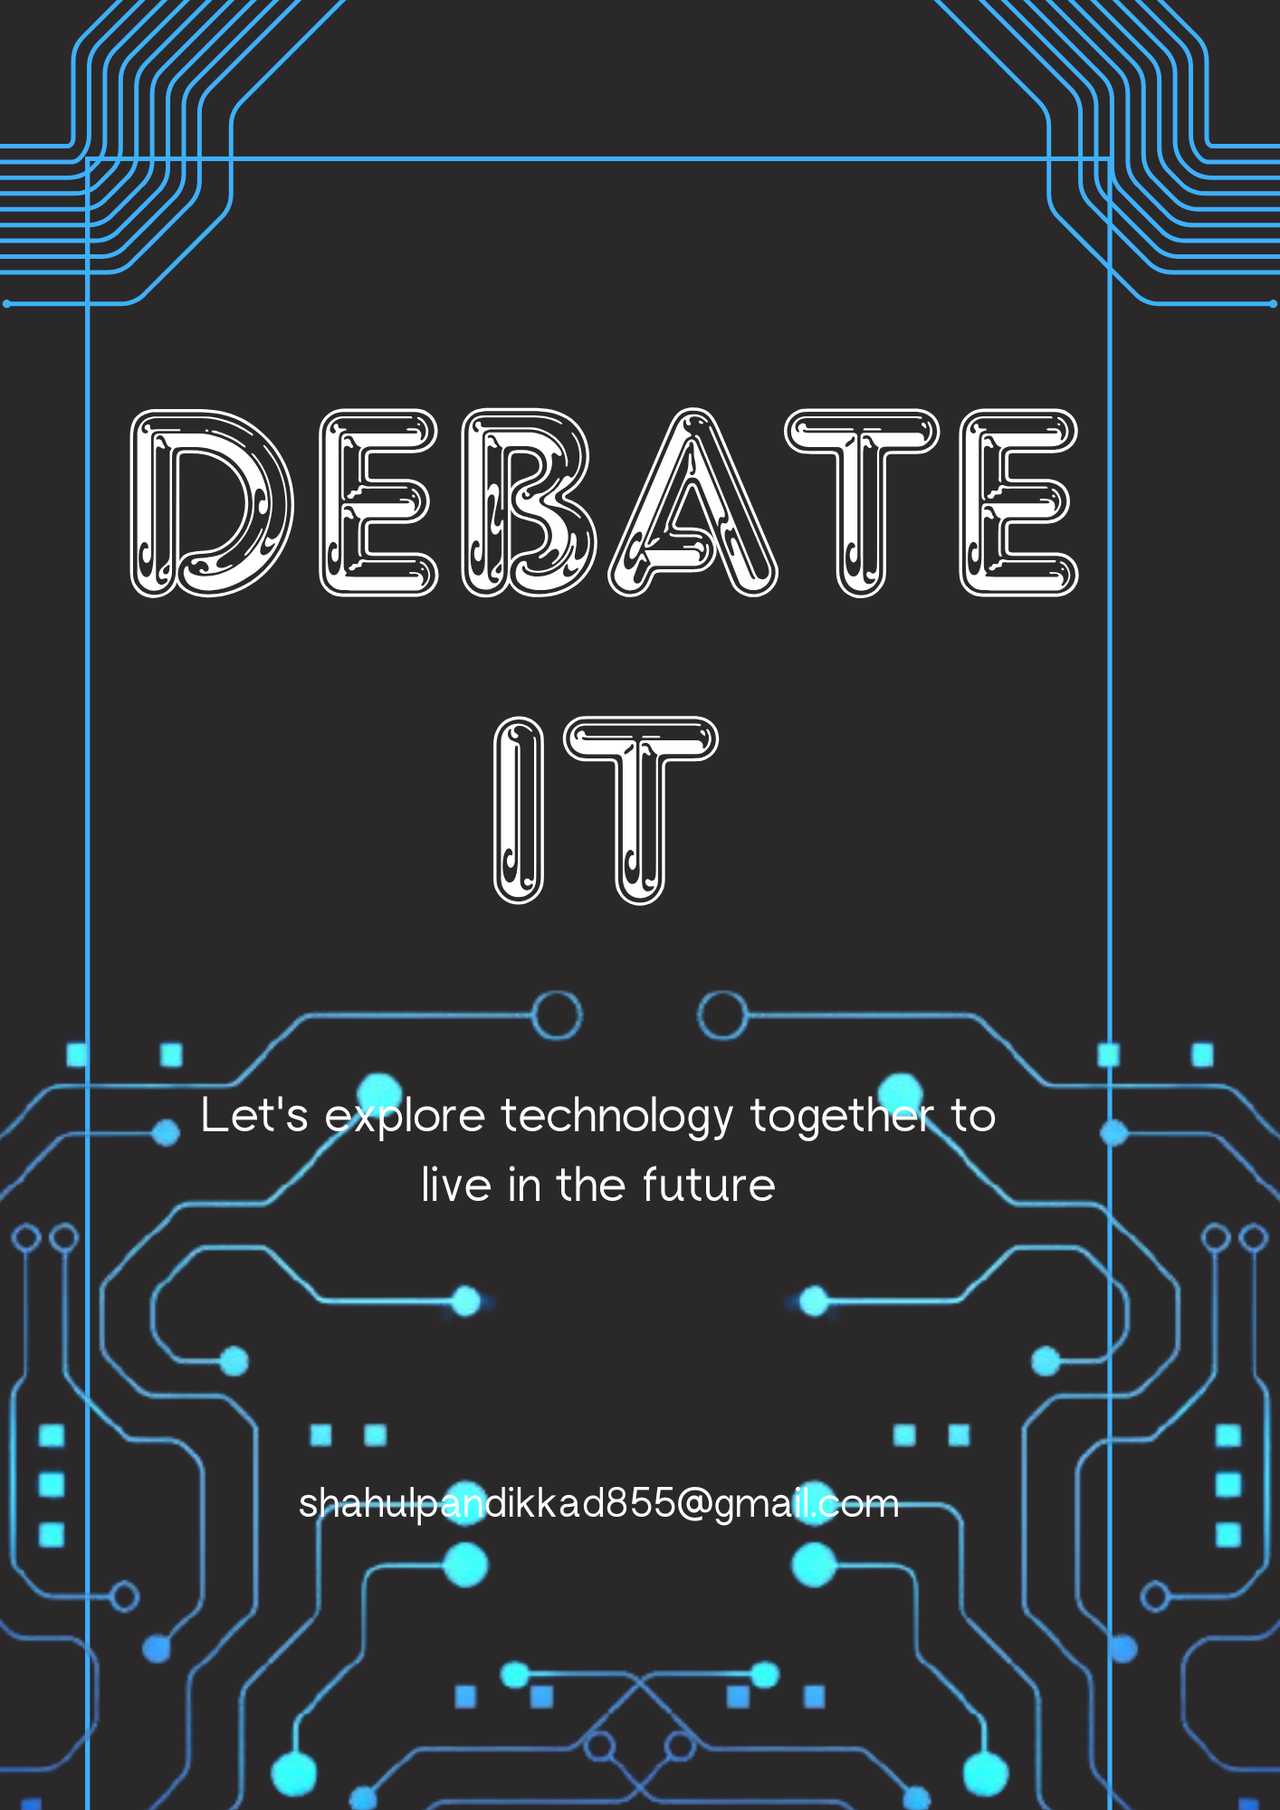 DEBATE
IT
Let's explore technology together to
live in the future
shahulpandikkad855@gmail.com